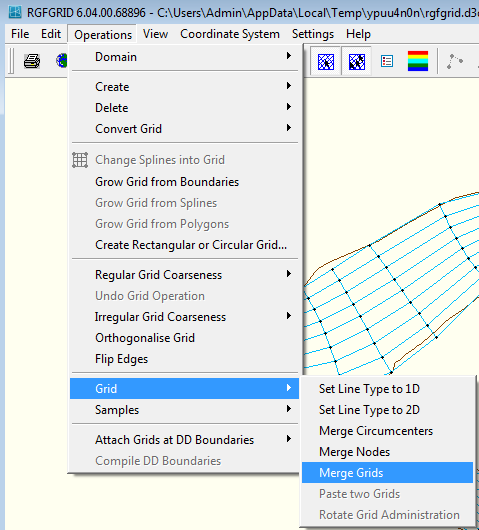 RGFGRID 6.04.00.68896 - C:\Users\Admin\AppData\Local\Temp\ypuu4n0n\rgfgrid.d3
File Edit Operations View Coordinate System Settings Help
Domain
Create
Delete
Convert Grid
Change Splines into Grid
Grow Grid from Boundaries
Grow Grid from Splines
Grow Grid from Polygons
Create Rectangular or Circular Grid...
Regular Grid Coarseness
Undo Grid Operation
Irregular Grid Coarseness
Orthogonalise Grid
Flip Edges
Grid
Set Line Type to 1D
Samples
Set Line Type to 2D
Merge Circumcenters
Attach Grids at DD Boundaries
Merge Nodes
Compile DD Boundaries
Merge Grids
Paste two Grids
Rotate Grid Administration